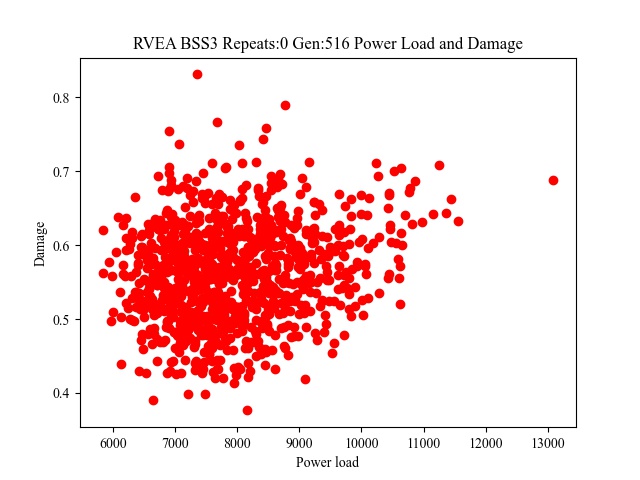 RVEA BSS3 Repeats:0 Gen:516 Power Load and Damage
0.8
0.7
0.6
0.5
0.4
Damage
6000 7000 8000 9000 10000 11000 12000 13000
Power load